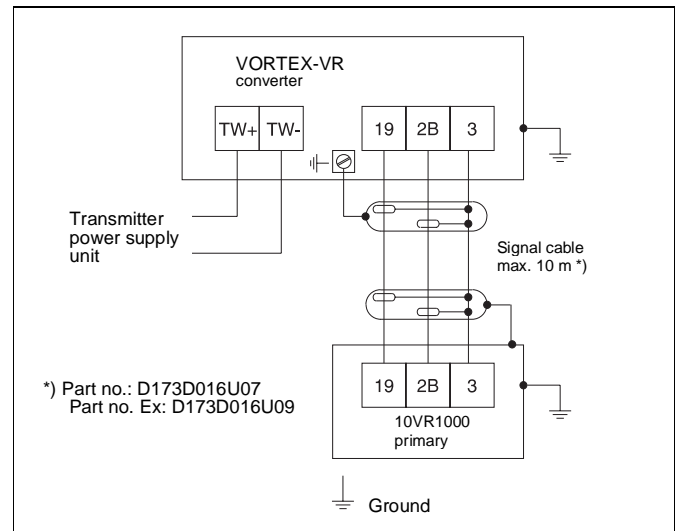 VORTEX-VR
converter
TW+ TW- 19 2B 3
Transmitter
power supply
unit
Signal cable
max. 10 m *)
*) Part no.: D173D016U07
Part no. Ex: D173D016U09
19 2B 3
10VR1000
primary
Ground